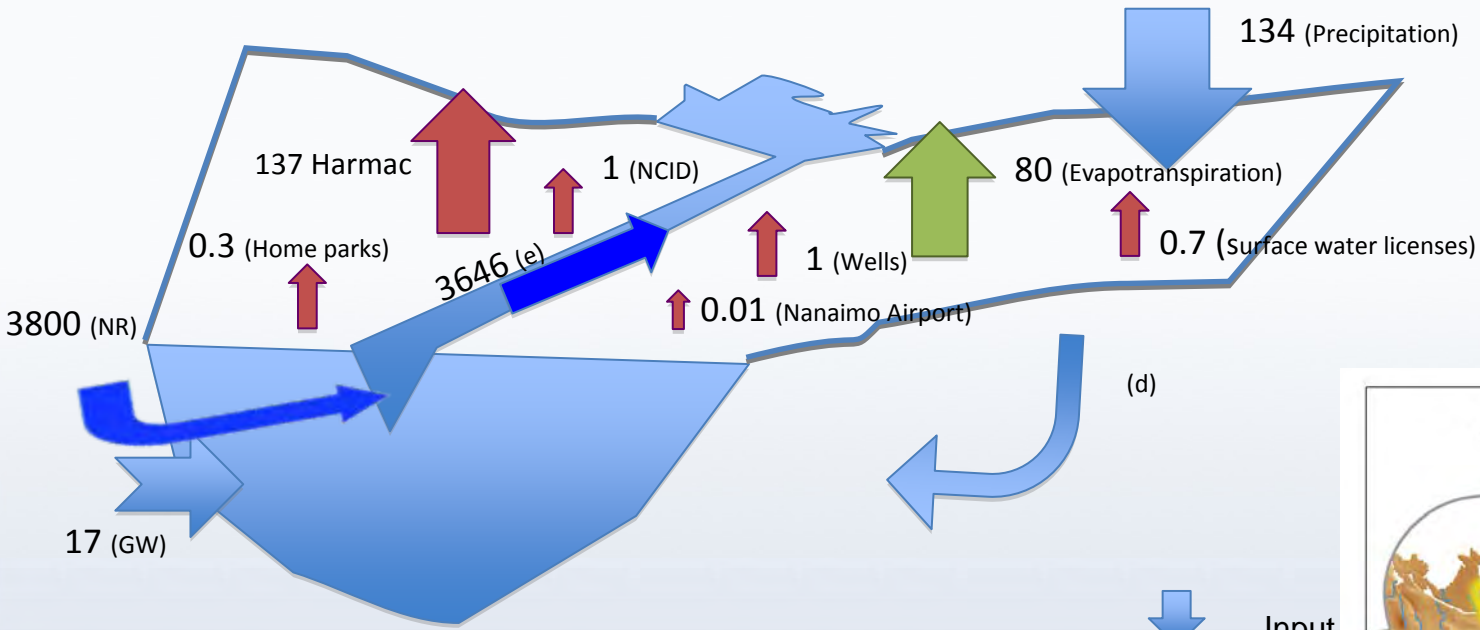 134 (Precipitation)
137 Harmac
1 (NCID)
80 (Evapotranspiration)
0.3 (Home parks)
3646 (e)
1 (Wells)
0.7 (Surface water licenses)
0.01 (Nanaimo Airport)
3800 (NR)
(d)
17 (GW)
Input